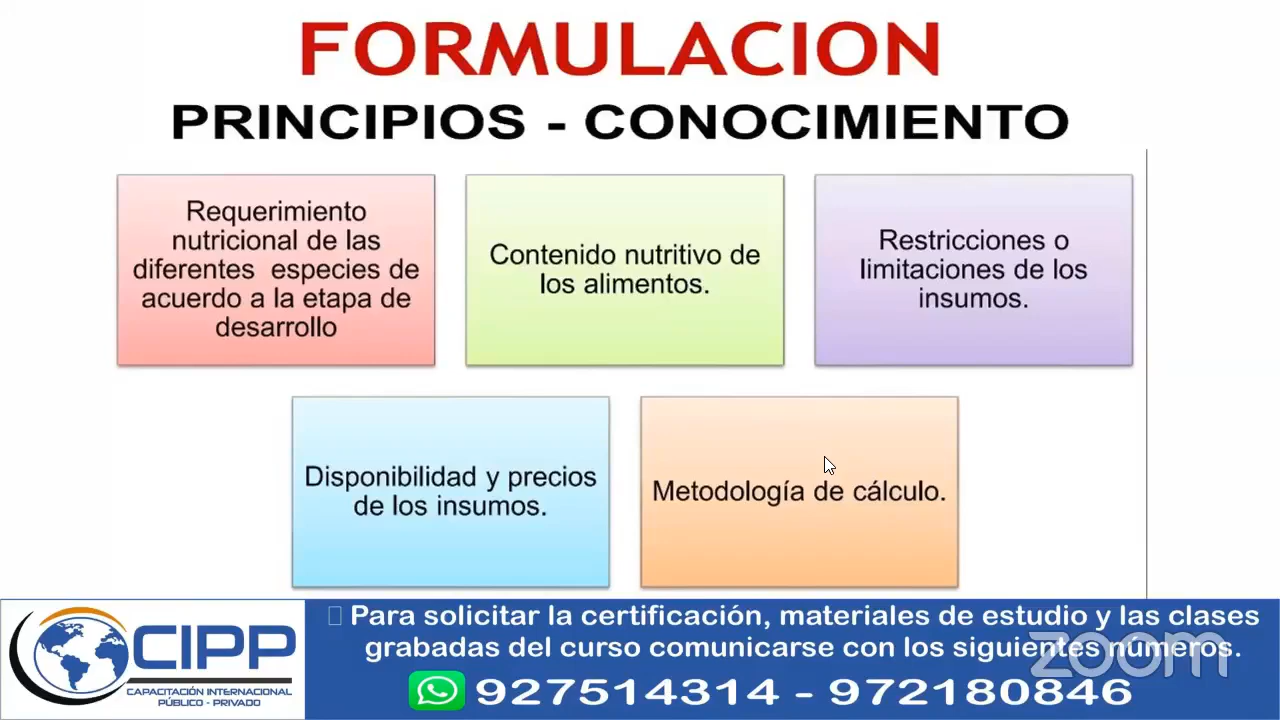 FORMULACION
PRINCIPIOS - CONOCIMIENTO
Requerimiento
nutricional de las
diferentes especies de
acuerdo a la etapa de
desarrollo
Contenido nutritivo de
los alimentos.
Restricciones o
limitaciones de los
insumos.
Disponibilidad y precios
de los insumos.
Metodología de cálculo.
CIPP
CAPACITACIÓN INTERNACIONAL
PÚBLICO - PRIVADO
Para solicitar la certificación, materiales de estudio y las clases
grabadas del curso comunicarse con los siguientes números.
927514314 - 972180846
zoom